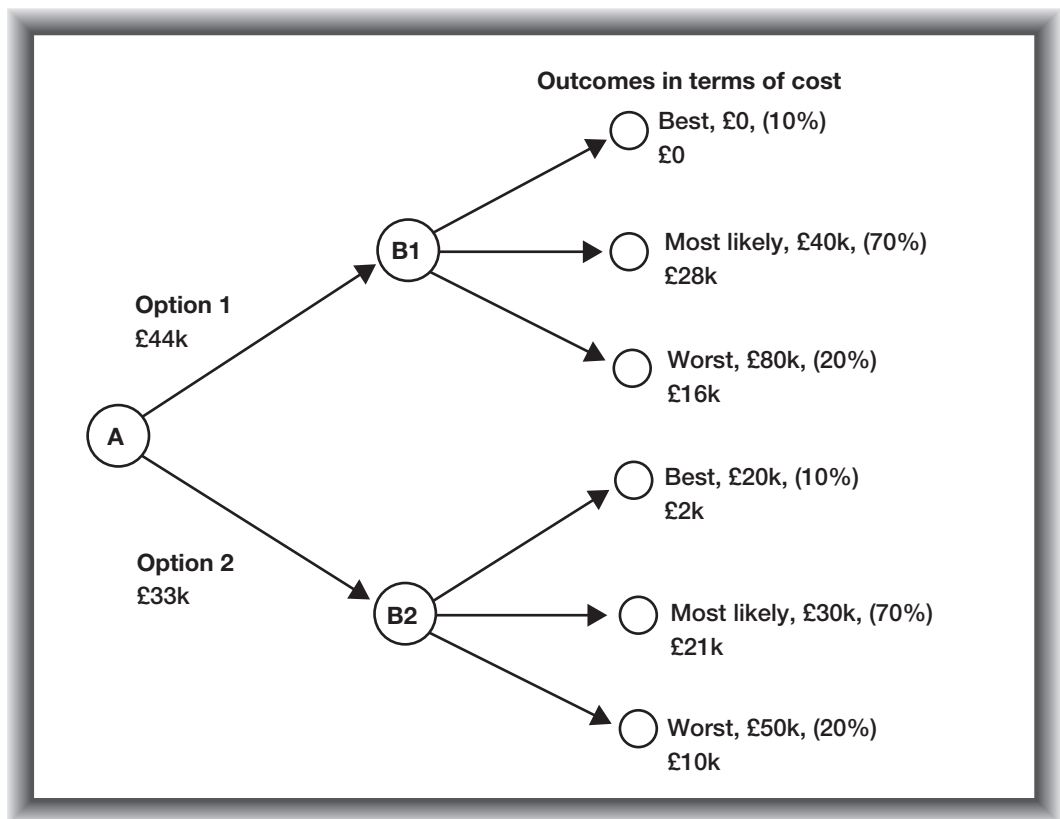 Outcomes in terms of cost
Best, £0, (10%)
£0
B1
Most likely, £40k, (70%)
£28k
Option 1
£44k
Worst, £80k, (20%)
£16k
A
Best, £20k, (10%)
£2k
Option 2
£33k
B2
Most likely, £30k, (70%)
£21k
Worst, £50k, (20%)
£10k